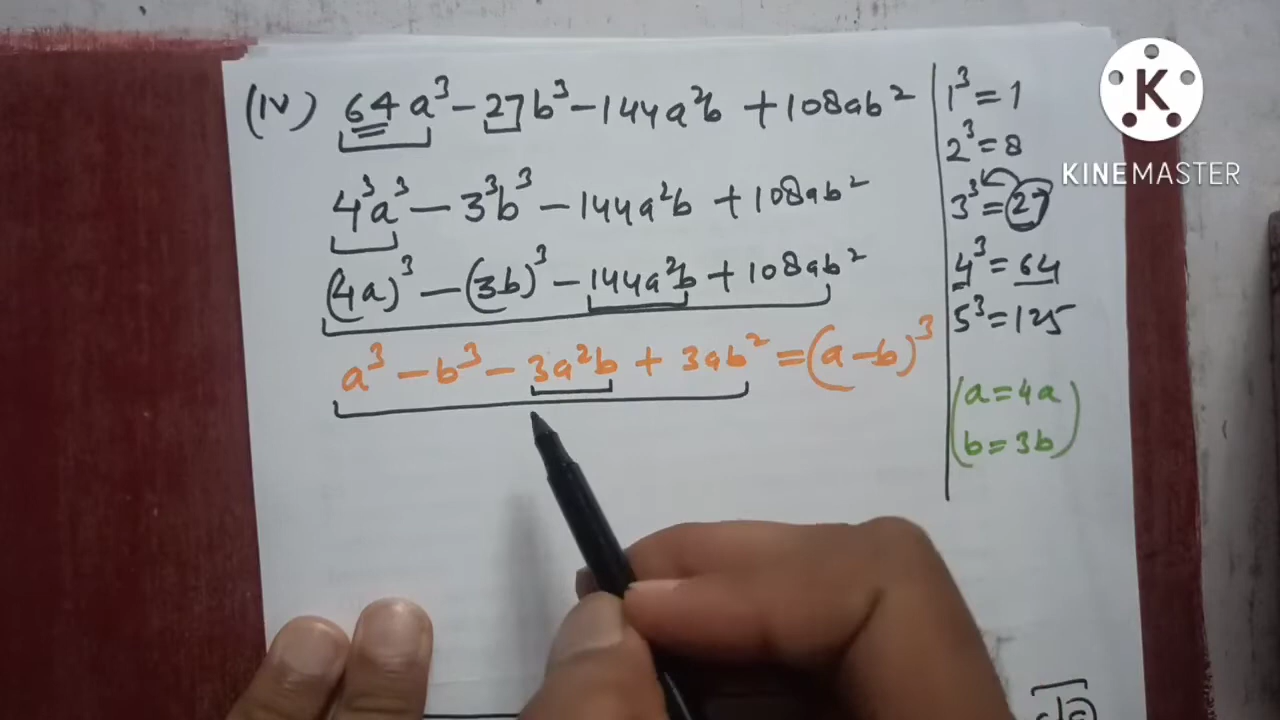 (IV) 64a³ - 27b³ - 144a²b + 108ab²
4³a³ - 3³b³ - 144a²b + 108ab²
(4a)³ - (3b)³ - 144a²b + 108ab²
a³ - b³ - 3a²b + 3ab² = (a-b)³
1³ = 1
2³ = 8
3³ = 27
4³ = 64
5³ = 125
(a = 4a
b = 3b)
K
KINEMASTER